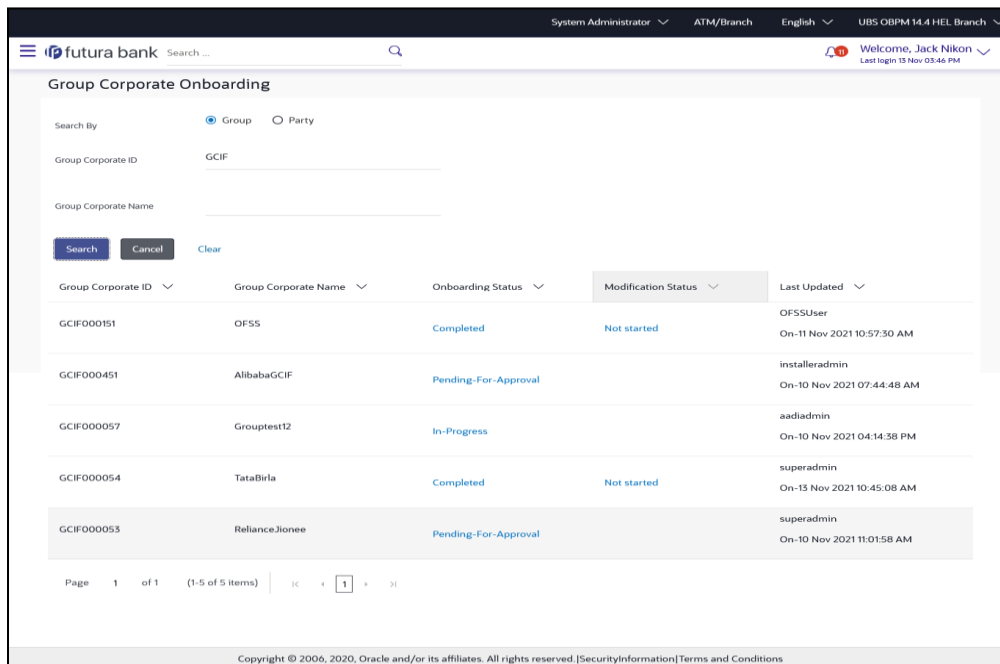 System Administrator ATM/Branch English UBS OBPM 14.4 HEL Branch
futura bank Search ... 11 Welcome, Jack Nikon
Last login 13 Nov 03:46 PM
Group Corporate Onboarding
Search By Group Party
Group Corporate ID GCIF
Group Corporate Name
Search Cancel Clear
Group Corporate ID Group Corporate Name Onboarding Status Modification Status Last Updated
GCIF000151 OFSS Completed Not started OFSSUser
On-11 Nov 2021 10:57:30 AM
GCIF000451 AlibabaGCIF Pending-For-Approval installeradmin
On-10 Nov 2021 07:44:48 AM
GCIF000057 Grouptest12 In-Progress aadiadmin
On-10 Nov 2021 04:14:38 PM
GCIF000054 TataBirla Completed Not started superadmin
On-13 Nov 2021 10:45:08 AM
GCIF000053 RelianceJionee Pending-For-Approval superadmin
On-10 Nov 2021 11:01:58 AM
Page 1 of 1 (1-5 of 5 items) 1
Copyright © 2006, 2020, Oracle and/or its affiliates. All rights reserved.|SecurityInformation|Terms and Conditions